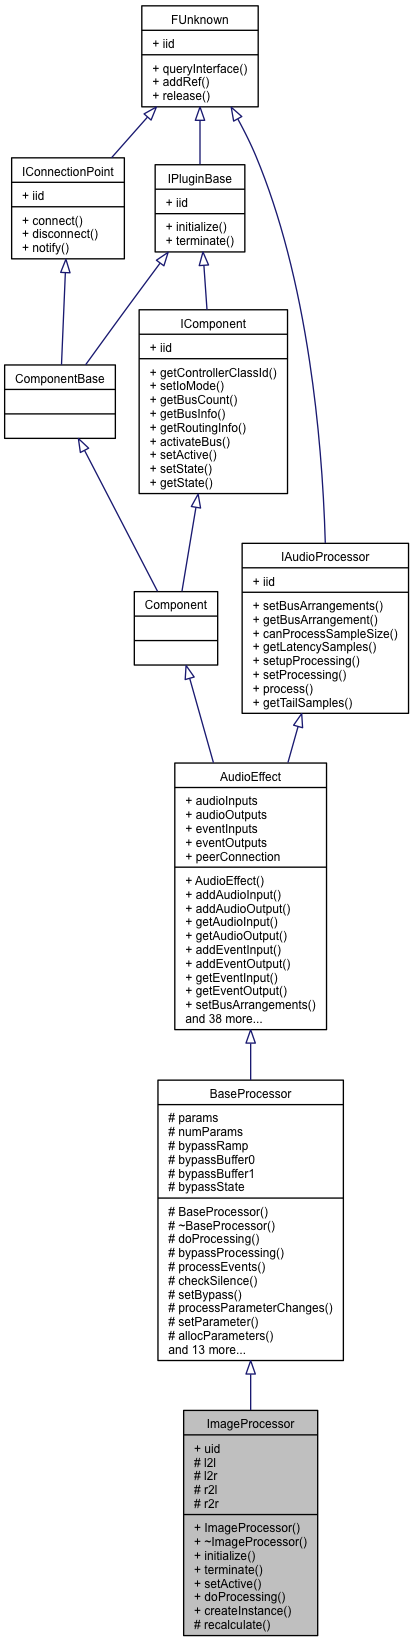 FUnknown
+ iid
+ queryInterface()
+ addRef()
+ release()
IConnectionPoint
+ iid
+ connect()
+ disconnect()
+ notify()
IPluginBase
+ iid
+ initialize()
+ terminate()
IComponent
+ iid
+ getControllerClassId()
+ setIoMode()
+ getBusCount()
+ getBusInfo()
+ getRoutingInfo()
+ activateBus()
+ setActive()
+ setState()
+ getState()
ComponentBase
IAudioProcessor
+ iid
+ setBusArrangements()
+ getBusArrangement()
+ canProcessSampleSize()
+ getLatencySamples()
+ setupProcessing()
+ setProcessing()
+ process()
+ getTailSamples()
Component
AudioEffect
+ audioInputs
+ audioOutputs
+ eventInputs
+ eventOutputs
+ peerConnection
+ AudioEffect()
+ addAudioInput()
+ addAudioOutput()
+ getAudioInput()
+ getAudioOutput()
+ addEventInput()
+ addEventOutput()
+ getEventInput()
+ getEventOutput()
+ setBusArrangements()
and 38 more...
BaseProcessor
# params
# numParams
# bypassRamp
# bypassBuffer0
# bypassBuffer1
# bypassState
# BaseProcessor()
# ~BaseProcessor()
# doProcessing()
# bypassProcessing()
# processEvents()
# checkSilence()
# setBypass()
# processParameterChanges()
# setParameter()
# allocParameters()
and 13 more...
ImageProcessor
+ uid
# l2l
# l2r
# r2l
# r2r
+ ImageProcessor()
+ ~ImageProcessor()
+ initialize()
+ terminate()
+ setActive()
+ doProcessing()
+ createInstance()
# recalculate()